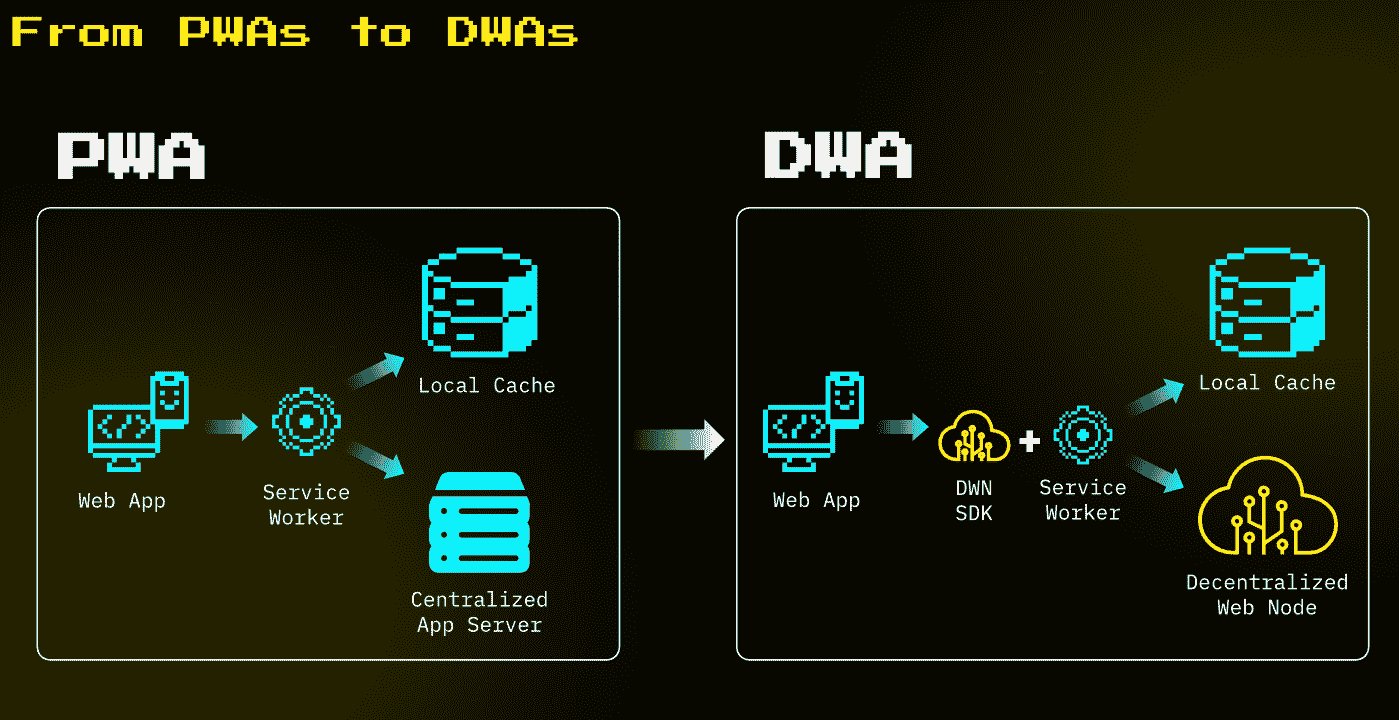 From PWAs to DWAs
PWA
Local Cache
Web App
Service
Worker
Centralized
App Server
DWA
Local Cache
Web App
DWN
SDK
+
Service
Worker
Decentralized
Web Node